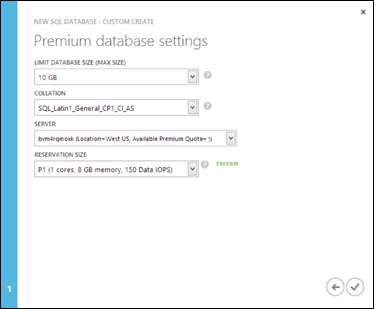 NEW SQL DATABASE - CUSTOM CREATE
Premium database settings
LIMIT DATABASE SIZE (MAX SIZE)
10 GB
COLLATION
SQL_Latin1_General_CP1_CI_AS
SERVER
bvm4rqmoxk (Location=West US, Available Premium Quota= 1)
RESERVATION SIZE
P1 (1 cores, 8 GB memory, 150 Data IOPS)
PREVIEW
1